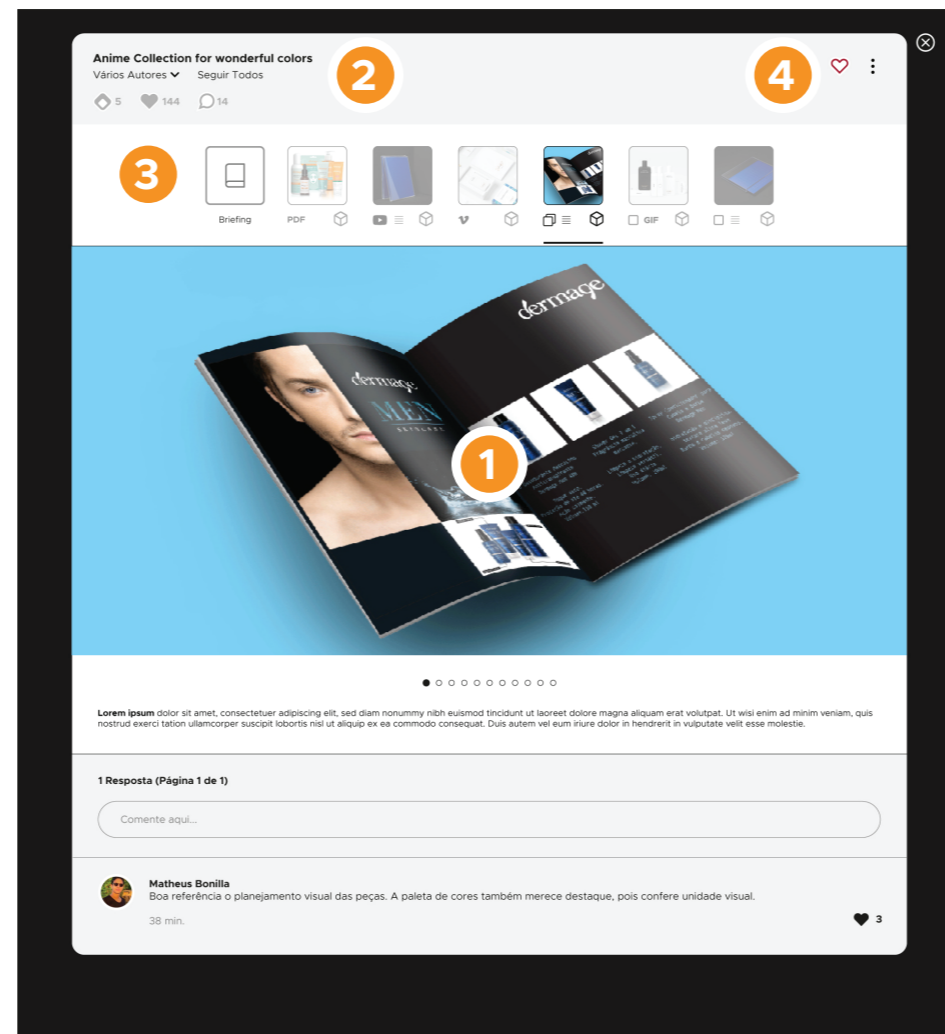 Anime Collection for wonderful colors
Vários Autores Seguir Todos
5 144 14
2
4
3
Briefing PDF GIF
dermage
dermage
MEN
SKINCARE
1
Lorem ipsum dolor sit amet, consectetuer adipiscing elit, sed diam nonummy nibh euismod tincidunt ut laoreet dolore magna aliquam erat volutpat. Ut wisi enim ad minim veniam, quis
nostrud exerci tation ullamcorper suscipit lobortis nisl ut aliquip ex ea commodo consequat. Duis autem vel eum iriure dolor in hendrerit in vulputate velit esse molestie.
1 Resposta (Página 1 de 1)
Comente aqui...
Matheus Bonilla
Boa referência o planejamento visual das peças. A paleta de cores também merece destaque, pois confere unidade visual.
38 min.
3